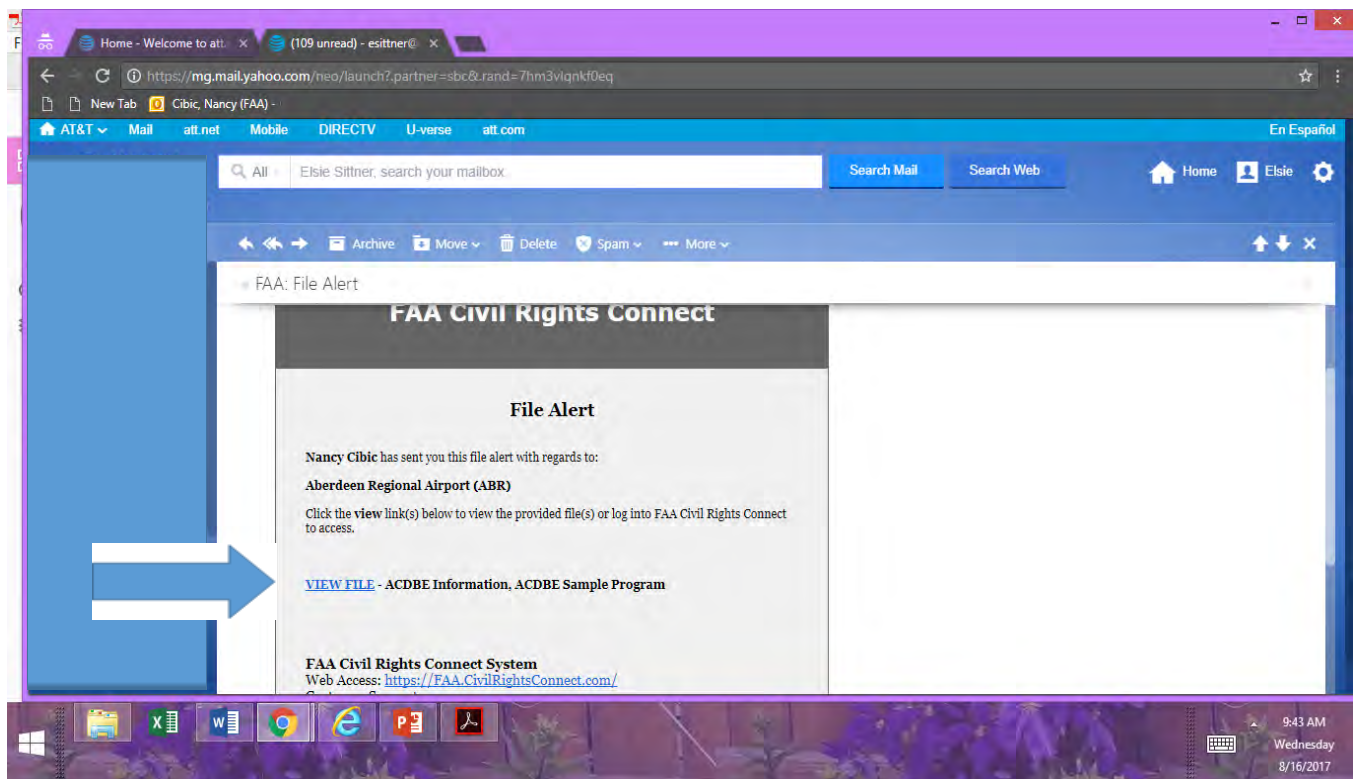 F
Home - Welcome to att.
(109 unread) - esittner@
https://mg.mail.yahoo.com/neo/launch?.partner=sbc&.rand=7hm3vlqnkf0eq
New Tab Cibic, Nancy (FAA) -
AT&T Mail att.net Mobile DIRECTV U-verse att.com En Español
All Elsie Sittner, search your mailbox Search Mail Search Web Home Elsie
Archive Move Delete Spam More
FAA: File Alert
FAA Civil Rights Connect
File Alert
Nancy Cibic has sent you this file alert with regards to:
Aberdeen Regional Airport (ABR)
Click the view link(s) below to view the provided file(s) or log into FAA Civil Rights Connect
to access.
VIEW FILE - ACDBE Information, ACDBE Sample Program
FAA Civil Rights Connect System
Web Access: https://FAA.CivilRightsConnect.com/
9:43 AM
Wednesday
8/16/2017